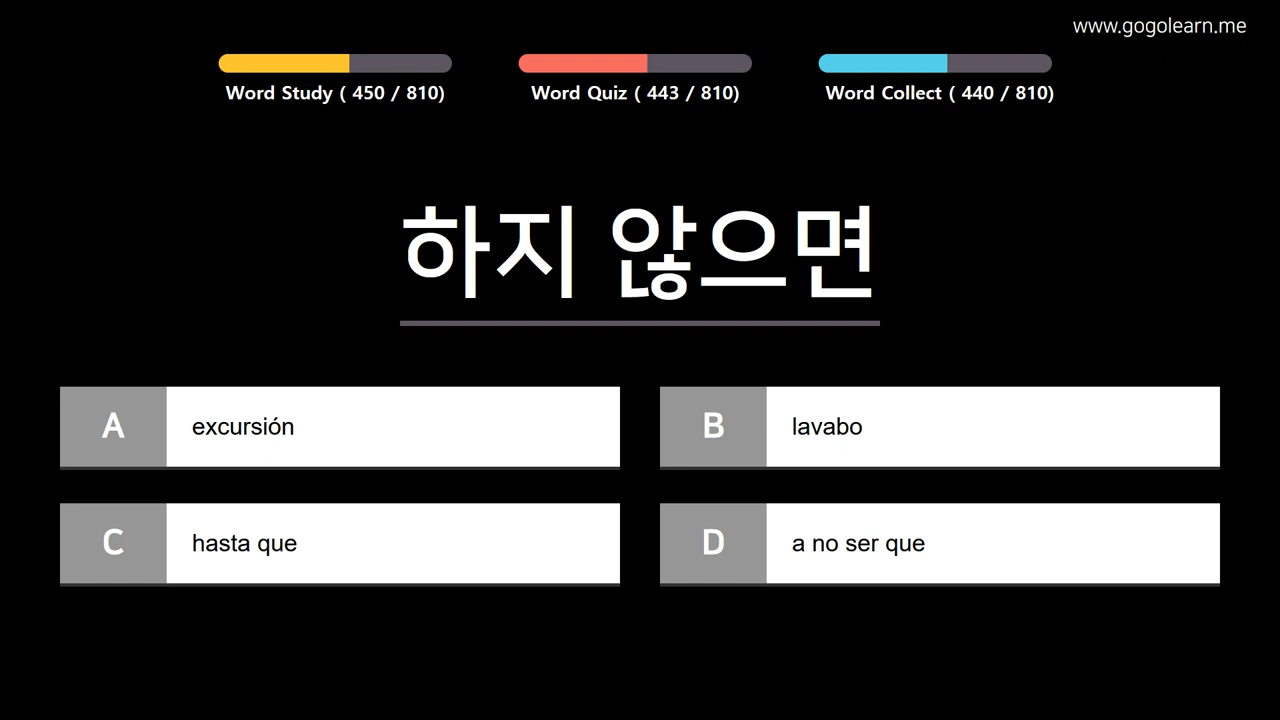 www.gogolearn.me
Word Study ( 450 / 810)
Word Quiz ( 443 / 810)
Word Collect ( 440 / 810)
하지 않으면
A excursión
B lavabo
C hasta que
D a no ser que